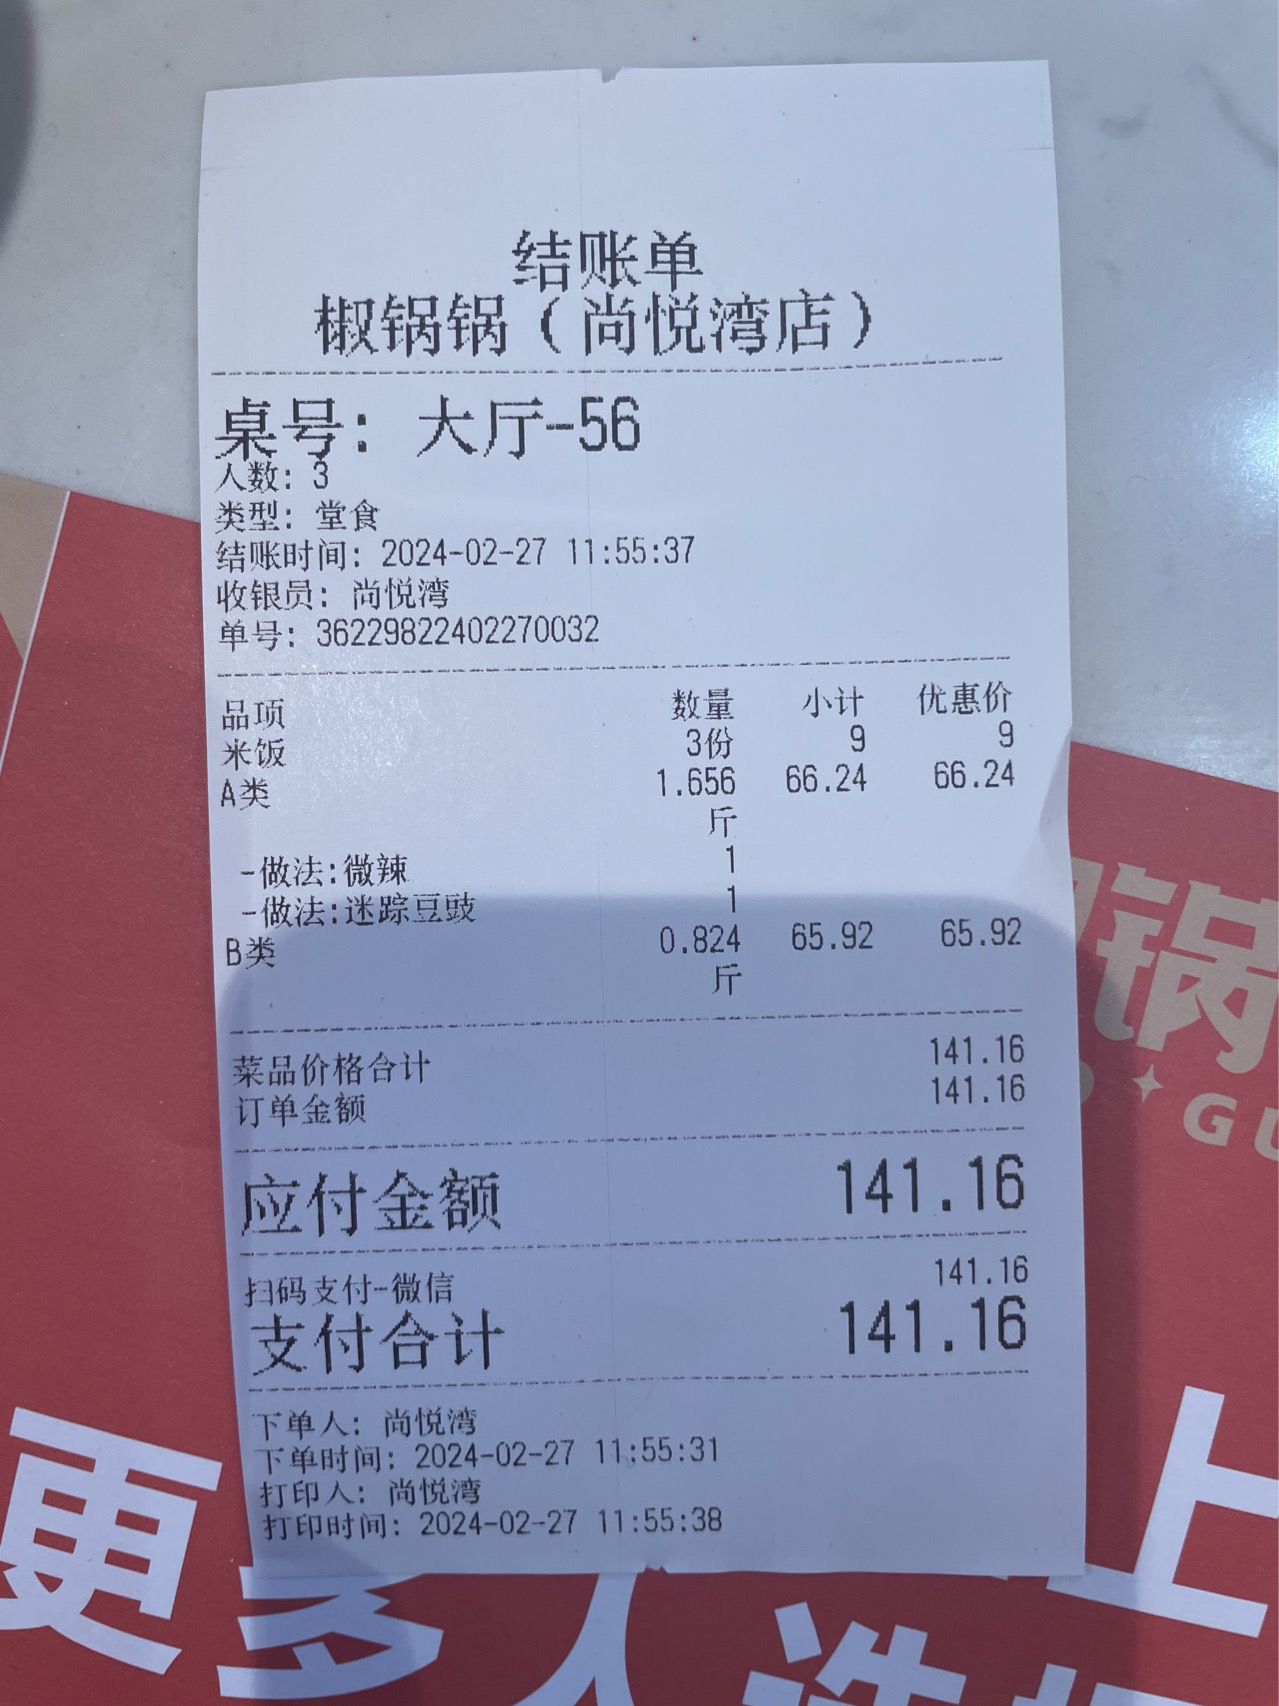 结账单
椒锅锅（尚悦湾店）
桌号: 大厅-56
人数: 3
类型: 堂食
结账时间: 2024-02-27 11:55:37
收银员: 尚悦湾
单号: 36229822402270032
品项 数量 小计 优惠价
米饭 3份 9 9
A类 1.656 66.24 66.24
斤
-做法:微辣 1
-做法:迷踪豆豉 1
B类 0.824 65.92 65.92
斤
菜品价格合计 141.16
订单金额 141.16
应付金额 141.16
扫码支付-微信 141.16
支付合计 141.16
下单人: 尚悦湾
下单时间: 2024-02-27 11:55:31
打印人: 尚悦湾
打印时间: 2024-02-27 11:55:38
锅
GU
更多人选
上